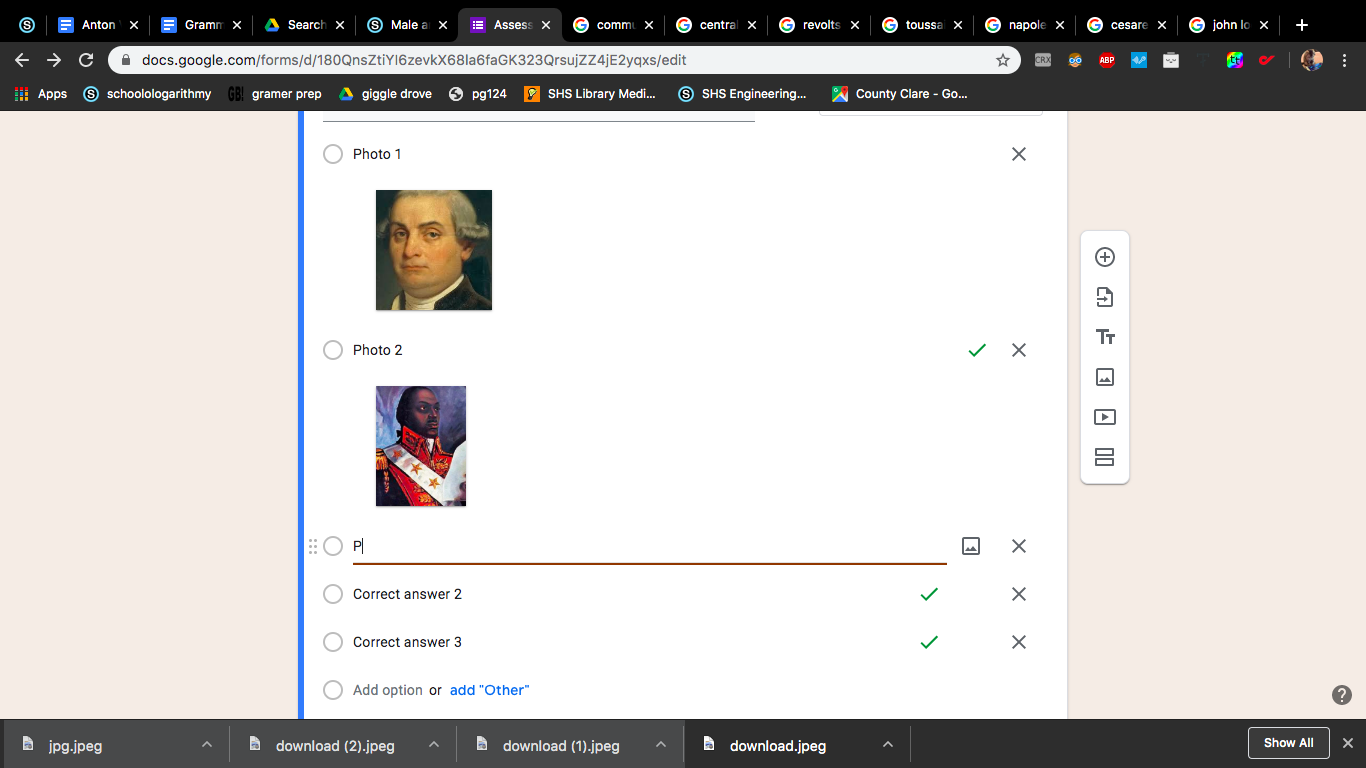 Anton
Gramm
Search
Male a
Assess
commu
central
revolts
toussai
napole
cesare
john lo
docs.google.com/forms/d/180QnsZtiYl6zevkX68la6faGK323QrsujZZ4jE2yqxs/edit
CRX
ABP
Apps
schoolologarithmy
GB! gramer prep
giggle drove
pg124
SHS Library Medi...
SHS Engineering...
County Clare - Go...
Photo 1
Photo 2
P
Correct answer 2
Correct answer 3
Add option or add "Other"
jpg.jpeg
download (2).jpeg
download (1).jpeg
download.jpeg
Show All